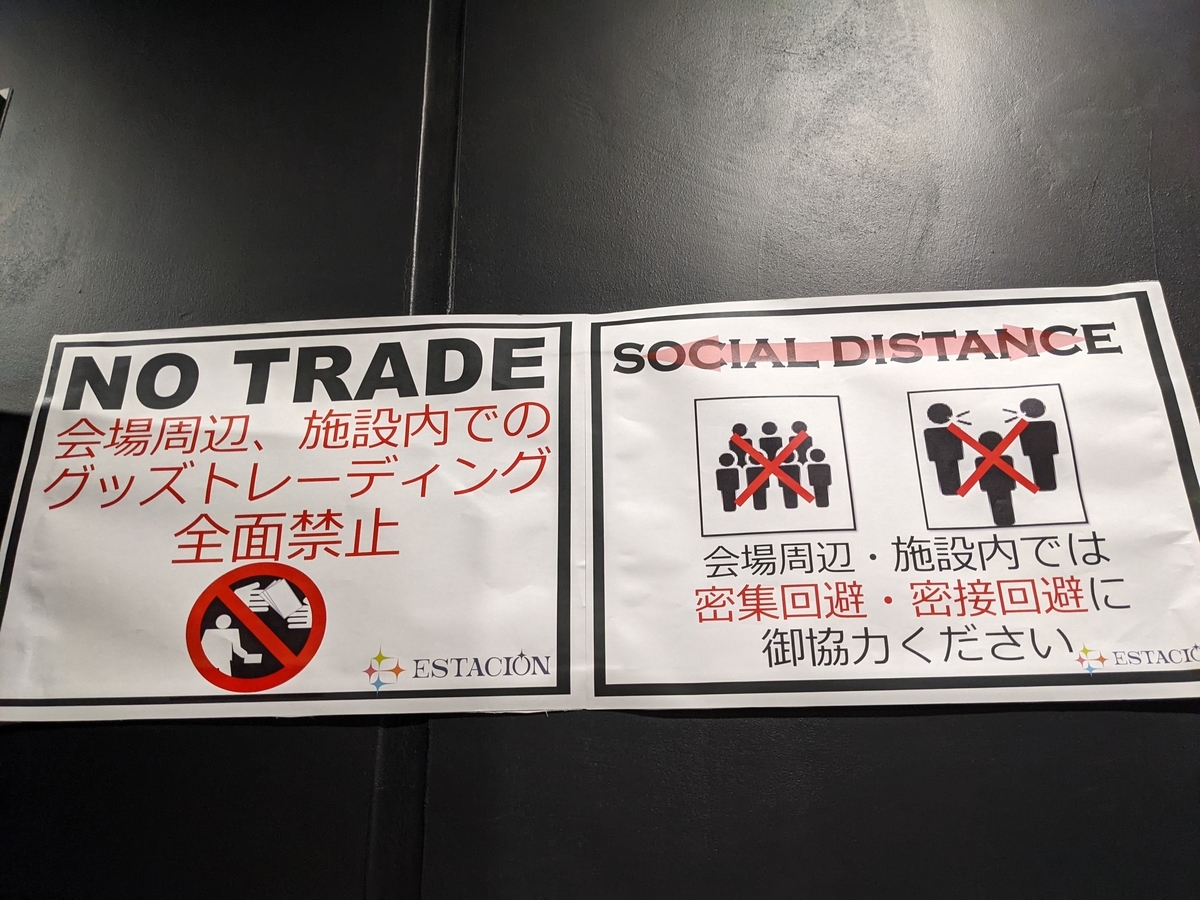 NO TRADE
会場周辺、施設内での
グッズトレーディング
全面禁止
ESTACIÓN
SOCIAL DISTANCE
会場周辺・施設内では
密集回避・密接回避に
御協力ください
ESTACIÓ